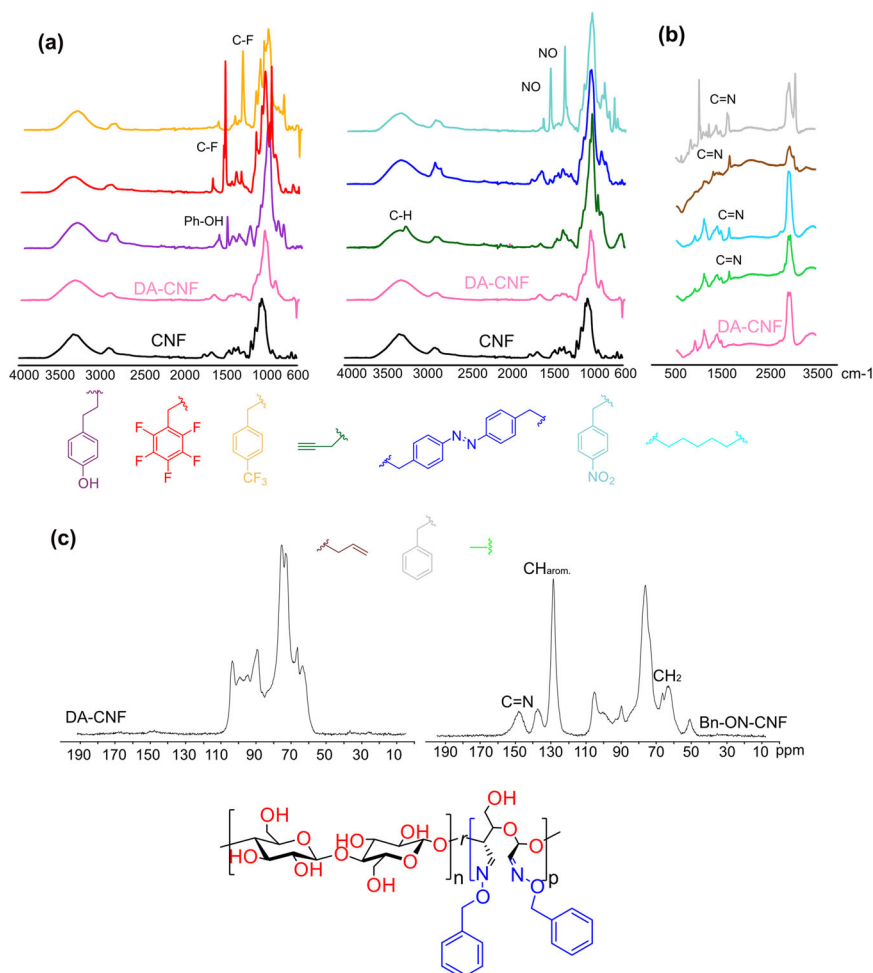 (a)
C-F
C-F
Ph-OH
DA-CNF
CNF
4000 3500 3000 2500 2000 1500 1000 600
NO
NO
C-H
DA-CNF
CNF
4000 3500 3000 2500 2000 1500 1000 600
(b)
C=N
C=N
C=N
C=N
DA-CNF
500 1500 2500 3500 cm-1
OH
F
F F
F F
CF3
N
N
NO2
(c)
DA-CNF
190 170 150 130 110 90 70 50 30 10
CHarom.
C=N
CH2
Bn-ON-CNF
190 170 150 130 110 90 70 50 30 10 ppm
OH
HO
O
OH
O
HO
OH
O
O
OH
n
r
OH
O
O
N
O
N
O
p